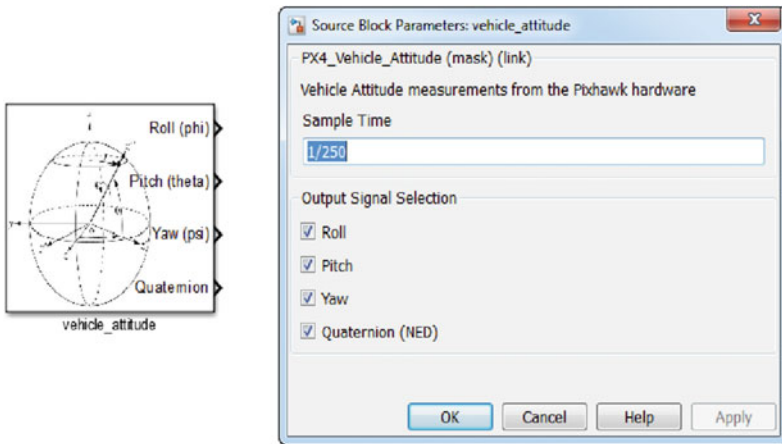 Roll (phi)
Pitch (theta)
Yaw (psi)
Quaternion
vehicle_attitude
Source Block Parameters: vehicle_attitude
PX4_Vehicle_Attitude (mask) (link)
Vehicle Attitude measurements from the Pixhawk hardware
Sample Time
1/250
Output Signal Selection
Roll
Pitch
Yaw
Quaternion (NED)
OK
Cancel
Help
Apply